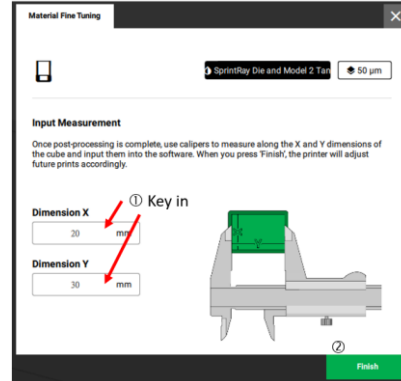 Material Fine Tuning
SprintRay Die and Model 2 Tan
50 µm
Input Measurement
Once post-processing is complete, use calipers to measure along the X and Y dimensions of
the cube and input them into the software. When you press 'Finish', the printer will adjust
future prints accordingly.
① Key in
Dimension X
20 mm
Dimension Y
30 mm
X
Y
②
Finish